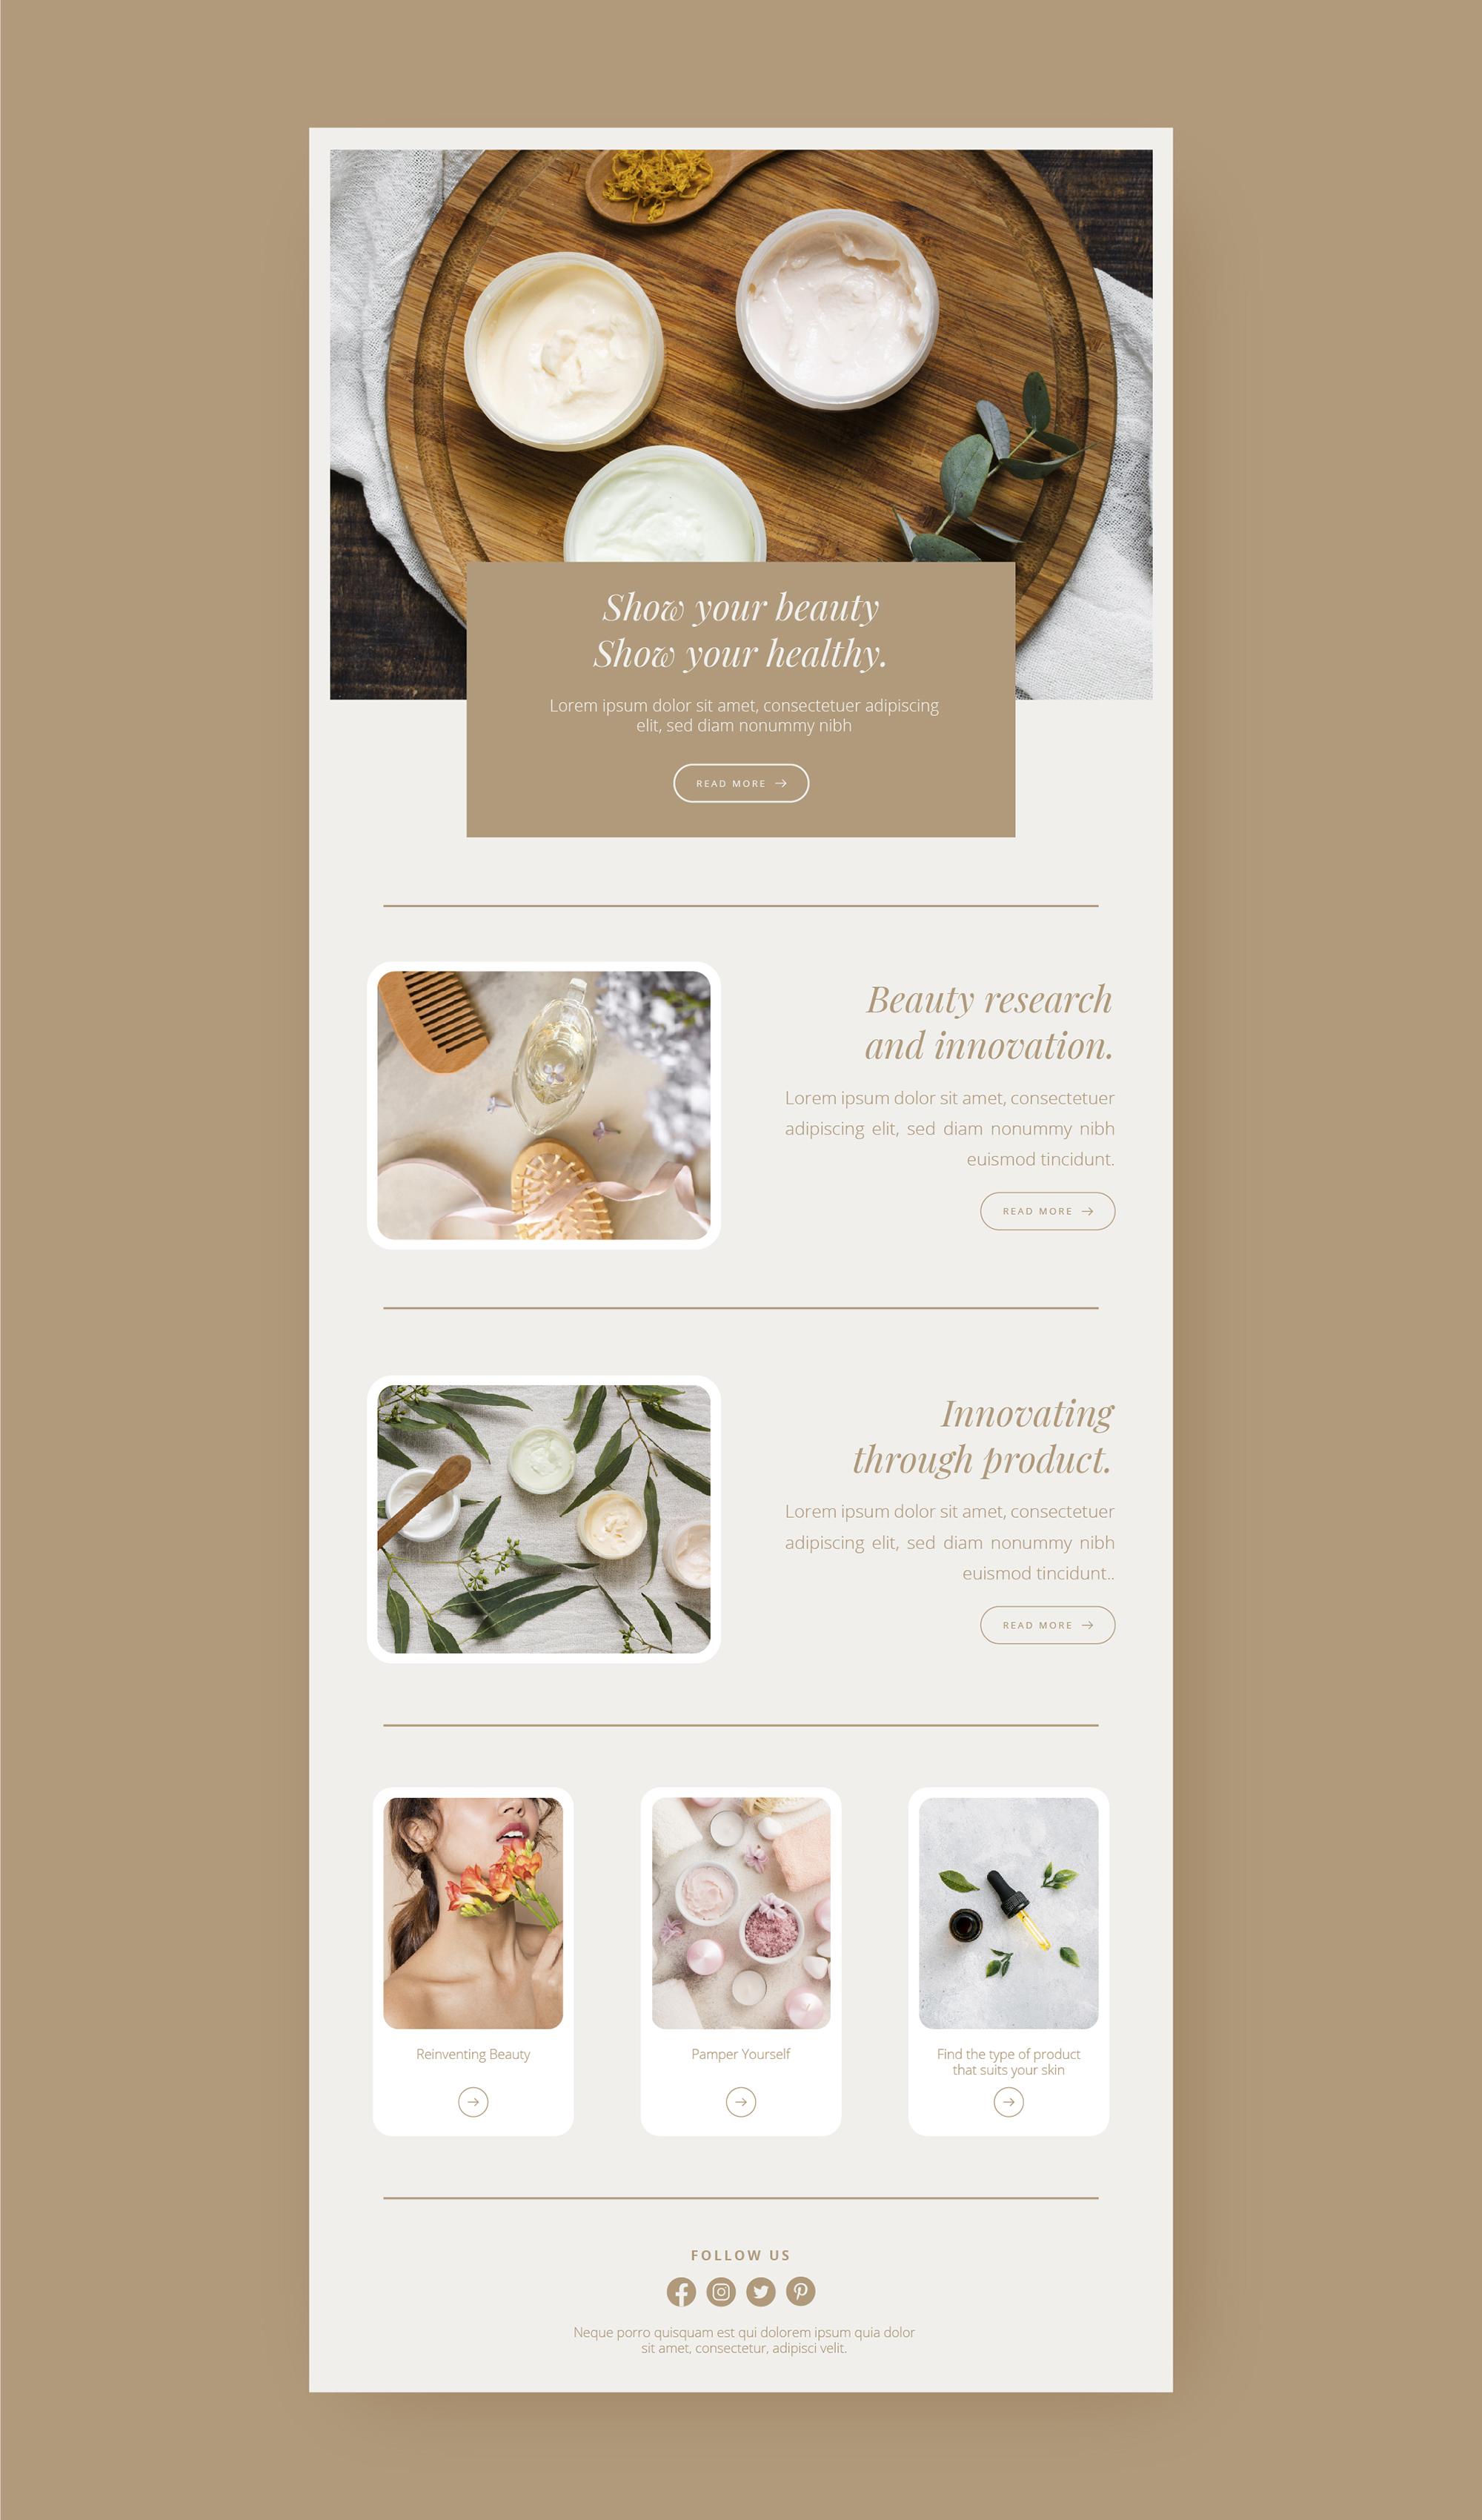 Show your beauty
Show your healthy.
Lorem ipsum dolor sit amet, consectetuer adipiscing
elit, sed diam nonummy nibh
READ MORE
Beauty research
and innovation.
Lorem ipsum dolor sit amet, consectetuer
adipiscing elit, sed diam nonummy nibh
euismod tincidunt.
READ MORE
Innovating
through product.
Lorem ipsum dolor sit amet, consectetuer
adipiscing elit, sed diam nonummy nibh
euismod tincidunt..
READ MORE
Reinventing Beauty
Pamper Yourself
Find the type of product
that suits your skin
FOLLOW US
Neque porro quisquam est qui dolorem ipsum quia dolor
sit amet, consectetur, adipisci velit.